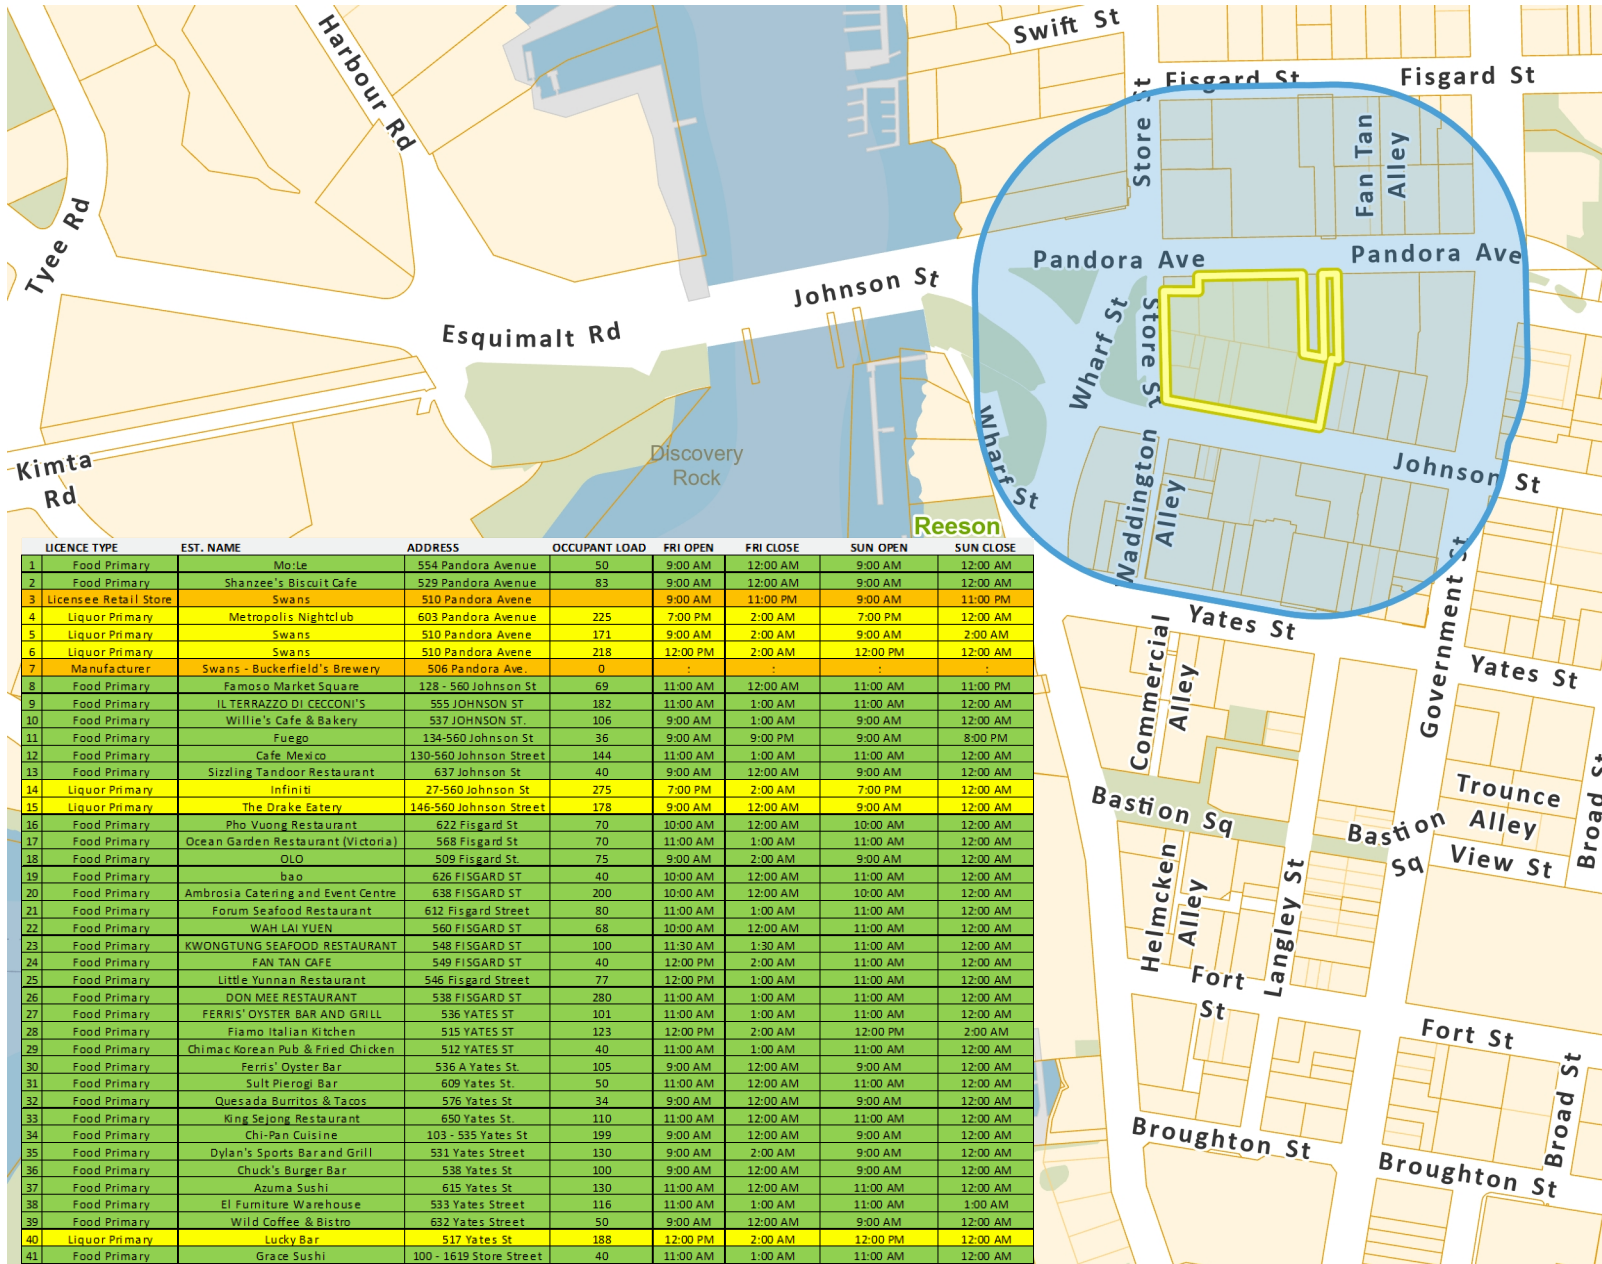 Swift St
Harbour Rd
Fisgard St
Fisgard St
Store St
Fan Tan Alley
Tyee Rd
Pandora Ave
Pandora Ave
Johnson St
Esquimalt Rd
Wharf St
Store St
Wharf St
Discovery
Rock
Kimta
Rd
Waddington Alley
Johnson St
Reeson
LICENCE TYPE EST. NAME ADDRESS OCCUPANT LOAD FRI OPEN FRI CLOSE SUN OPEN SUN CLOSE
1 Food Primary Mo:Le 554 Pandora Avenue 50 9:00 AM 12:00 AM 9:00 AM 12:00 AM
2 Food Primary Shanzee's Biscuit Cafe 529 Pandora Avenue 83 9:00 AM 12:00 AM 9:00 AM 12:00 AM
3 Licensee Retail Store Swans 510 Pandora Avene 9:00 AM 11:00 PM 9:00 AM 11:00 PM
4 Liquor Primary Metropolis Nightclub 603 Pandora Avenue 225 7:00 PM 2:00 AM 7:00 PM 12:00 AM
5 Liquor Primary Swans 510 Pandora Avene 171 9:00 AM 2:00 AM 9:00 AM 2:00 AM
6 Liquor Primary Swans 510 Pandora Avene 218 12:00 PM 2:00 AM 12:00 PM 12:00 AM
7 Manufacturer Swans - Buckerfield's Brewery 506 Pandora Ave. 0 : : : :
8 Food Primary Famoso Market Square 128 - 560 Johnson St 69 11:00 AM 12:00 AM 11:00 AM 11:00 PM
9 Food Primary IL TERRAZZO DI CECCONI'S 555 JOHNSON ST 182 11:00 AM 1:00 AM 11:00 AM 12:00 AM
10 Food Primary Willie's Cafe & Bakery 537 JOHNSON ST. 106 9:00 AM 1:00 AM 9:00 AM 12:00 AM
11 Food Primary Fuego 134-560 Johnson St 36 9:00 AM 9:00 PM 9:00 AM 8:00 PM
12 Food Primary Cafe Mexico 130-560 Johnson Street 144 11:00 AM 1:00 AM 11:00 AM 12:00 AM
13 Food Primary Sizzling Tandoor Restaurant 637 Johnson St 40 9:00 AM 12:00 AM 9:00 AM 12:00 AM
14 Liquor Primary Infiniti 27-560 Johnson St 275 7:00 PM 2:00 AM 7:00 PM 12:00 AM
15 Liquor Primary The Drake Eatery 146-560 Johnson Street 178 9:00 AM 12:00 AM 9:00 AM 12:00 AM
16 Food Primary Pho Vuong Restaurant 622 Fisgard St 70 10:00 AM 12:00 AM 10:00 AM 12:00 AM
17 Food Primary Ocean Garden Restaurant (Victoria) 568 Fisgard St 70 11:00 AM 1:00 AM 11:00 AM 12:00 AM
18 Food Primary OLO 509 Fisgard St. 75 9:00 AM 2:00 AM 9:00 AM 12:00 AM
19 Food Primary bao 626 FISGARD ST 40 10:00 AM 12:00 AM 11:00 AM 12:00 AM
20 Food Primary Ambrosia Catering and Event Centre 638 FISGARD ST 200 10:00 AM 12:00 AM 10:00 AM 12:00 AM
21 Food Primary Forum Seafood Restaurant 612 Fisgard Street 80 11:00 AM 1:00 AM 11:00 AM 12:00 AM
22 Food Primary WAH LAI YUEN 560 FISGARD ST 68 10:00 AM 12:00 AM 11:00 AM 12:00 AM
23 Food Primary KWONGTUNG SEAFOOD RESTAURANT 548 FISGARD ST 100 11:30 AM 1:30 AM 11:00 AM 12:00 AM
24 Food Primary FAN TAN CAFE 549 FISGARD ST 40 12:00 PM 2:00 AM 11:00 AM 12:00 AM
25 Food Primary Little Yunnan Restaurant 546 Fisgard Street 77 12:00 PM 1:00 AM 11:00 AM 12:00 AM
26 Food Primary DON MEE RESTAURANT 538 FISGARD ST 280 11:00 AM 1:00 AM 11:00 AM 12:00 AM
27 Food Primary FERRIS' OYSTER BAR AND GRILL 536 YATES ST 101 11:00 AM 1:00 AM 11:00 AM 12:00 AM
28 Food Primary Fiamo Italian Kitchen 515 YATES ST 123 12:00 PM 2:00 AM 12:00 PM 2:00 AM
29 Food Primary Chimac Korean Pub & Fried Chicken 512 YATES ST 40 11:00 AM 1:00 AM 11:00 AM 12:00 AM
30 Food Primary Ferris' Oyster Bar 536 A Yates St. 105 9:00 AM 12:00 AM 9:00 AM 12:00 AM
31 Food Primary Sult Pierogi Bar 609 Yates St. 50 11:00 AM 12:00 AM 11:00 AM 12:00 AM
32 Food Primary Quesada Burritos & Tacos 576 Yates St 34 9:00 AM 12:00 AM 9:00 AM 12:00 AM
33 Food Primary King Sejong Restaurant 650 Yates St. 110 11:00 AM 12:00 AM 11:00 AM 12:00 AM
34 Food Primary Chi-Pan Cuisine 103 - 535 Yates St 199 9:00 AM 12:00 AM 9:00 AM 12:00 AM
35 Food Primary Dylan's Sports Bar and Grill 531 Yates Street 130 9:00 AM 2:00 AM 9:00 AM 12:00 AM
36 Food Primary Chuck's Burger Bar 538 Yates St 100 9:00 AM 12:00 AM 9:00 AM 12:00 AM
37 Food Primary Azuma Sushi 615 Yates St 130 11:00 AM 12:00 AM 11:00 AM 12:00 AM
38 Food Primary El Furniture Warehouse 533 Yates Street 116 11:00 AM 1:00 AM 11:00 AM 1:00 AM
39 Food Primary Wild Coffee & Bistro 632 Yates Street 50 9:00 AM 12:00 AM 9:00 AM 12:00 AM
40 Liquor Primary Lucky Bar 517 Yates St 188 12:00 PM 2:00 AM 12:00 PM 12:00 AM
41 Food Primary Grace Sushi 100 - 1619 Store Street 40 11:00 AM 1:00 AM 11:00 AM 12:00 AM
Yates St
Government St
Yates St
Commercial Alley
Trounce
Alley
Broad St
Bastion Sq
Bastion
Sq
View St
Helmcken Alley
Langley St
Fort
St
Fort St
Broad St
Broughton St
Broughton St